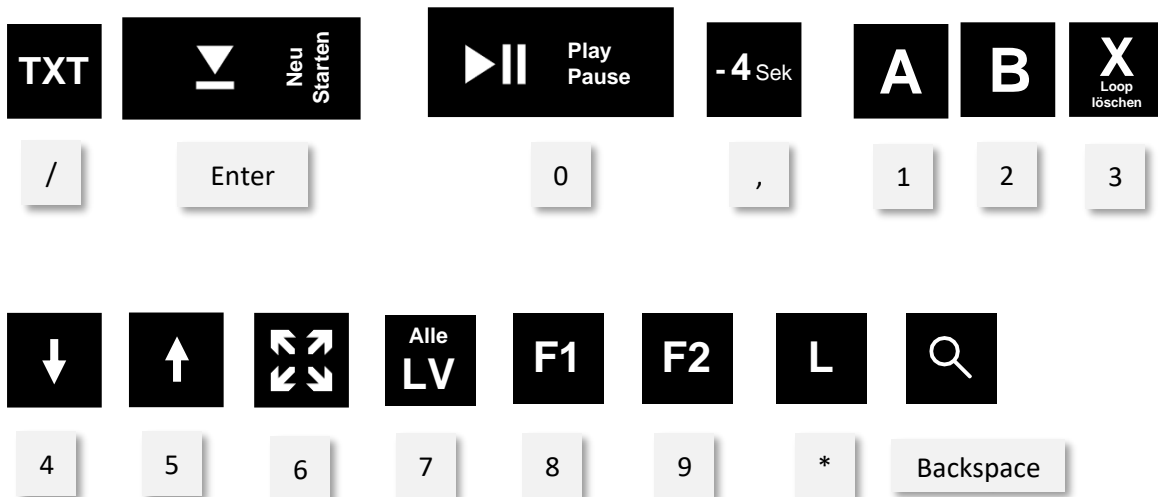 TXT
Neu
Starten
Play
Pause
- 4 Sek
A
B
X
Loop
löschen
/
Enter
0
,
1
2
3
Alle
LV
F1
F2
L
4
5
6
7
8
9
*
Backspace